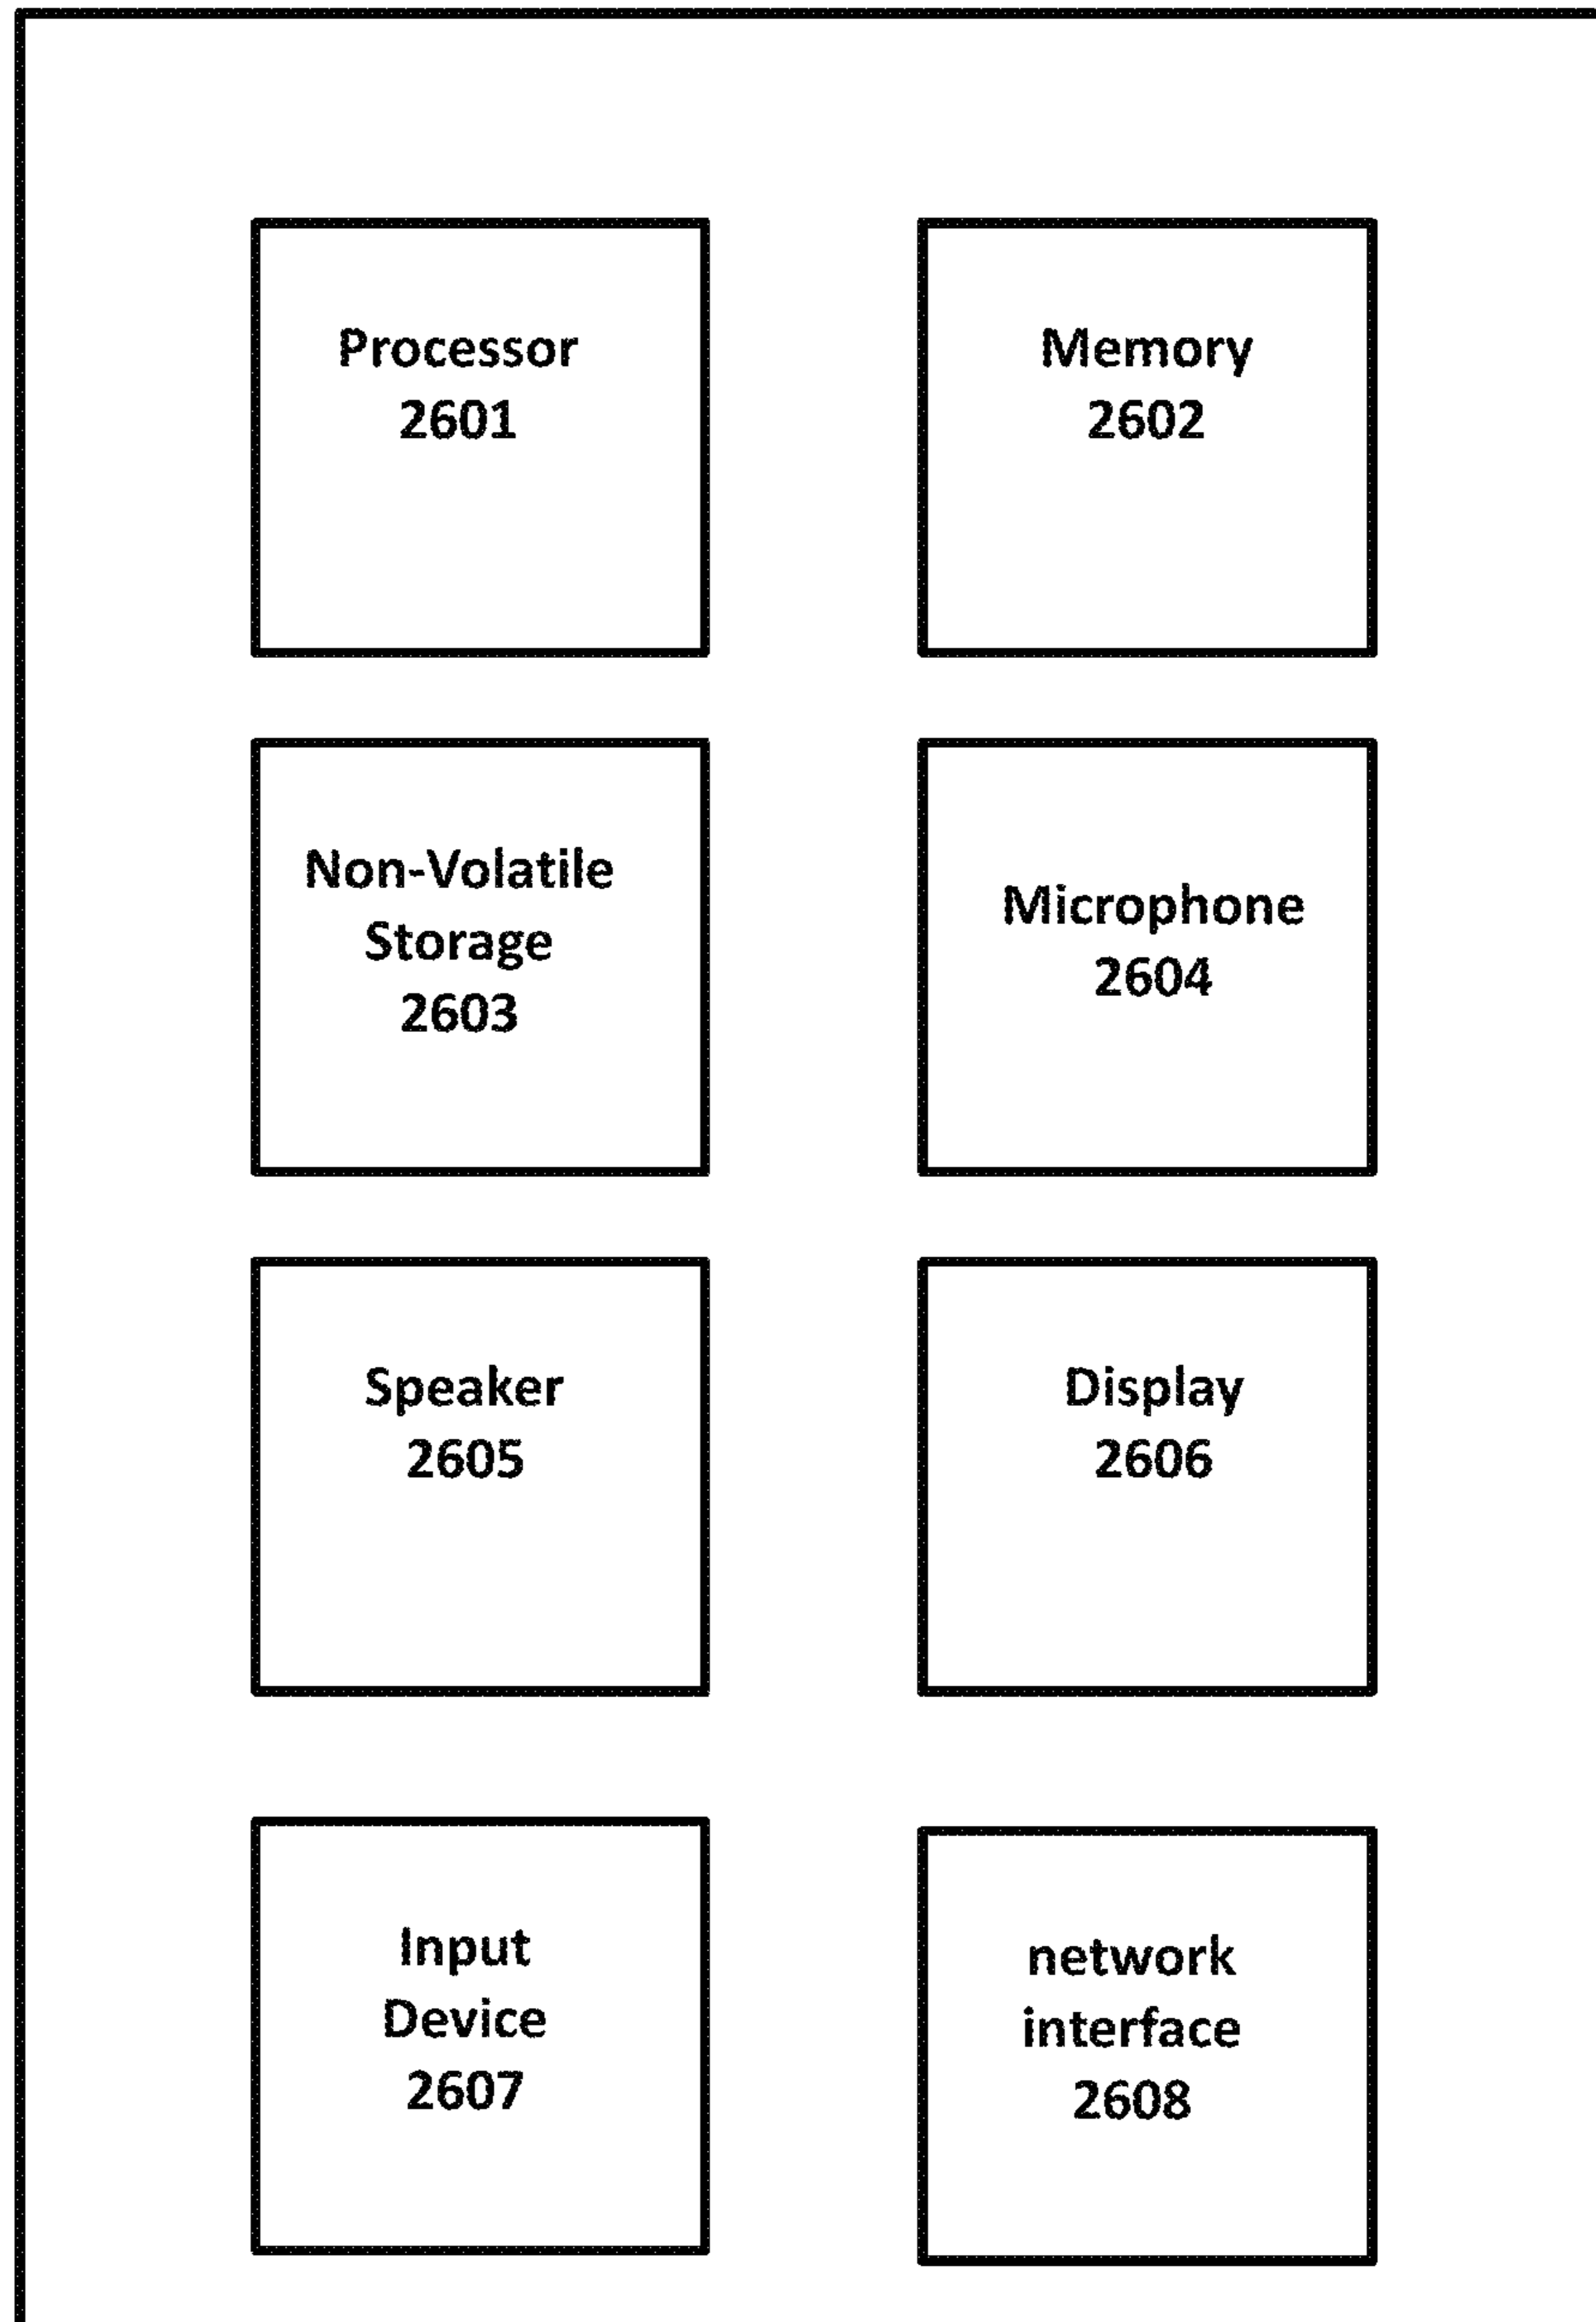 Processor
2601
Memory
2602
Non-Volatile
Storage
2603
Microphone
2604
Speaker
2605
Display
2606
Input
Device
2607
network
interface
2608